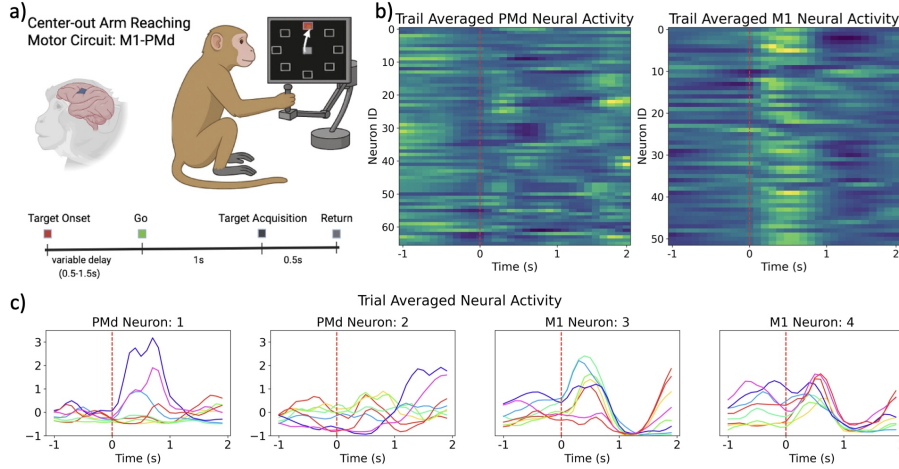 a)
Center-out Arm Reaching
Motor Circuit: M1-PMd
Target Onset
Go
Target Acquisition
Return
variable delay
(0.5-1.5s)
1s
0.5s
b)
Trail Averaged PMd Neural Activity
0
10
20
30
40
50
60
Neuron ID
-1
0
1
2
Time (s)
Trail Averaged M1 Neural Activity
0
10
20
30
40
50
Neuron ID
-1
0
1
2
Time (s)
c)
Trial Averaged Neural Activity
PMd Neuron: 1
3
2
1
0
−1
-1
0
1
2
Time (s)
PMd Neuron: 2
-1
0
1
2
Time (s)
M1 Neuron: 3
-1
0
1
2
Time (s)
M1 Neuron: 4
-1
0
1
2
Time (s)